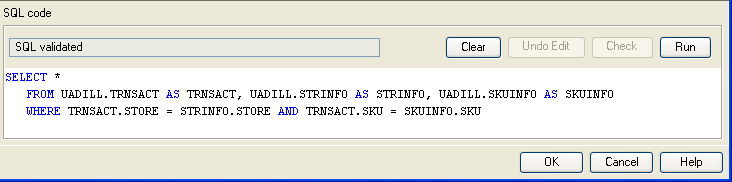 SQL code
SQL validated
Clear Undo Edit Check Run
SELECT *
FROM UADILL.TRNSACT AS TRNSACT, UADILL.STRINFO AS STRINFO, UADILL.SKUINFO AS SKUINFO
WHERE TRNSACT.STORE = STRINFO.STORE AND TRNSACT.SKU = SKUINFO.SKU
OK Cancel Help